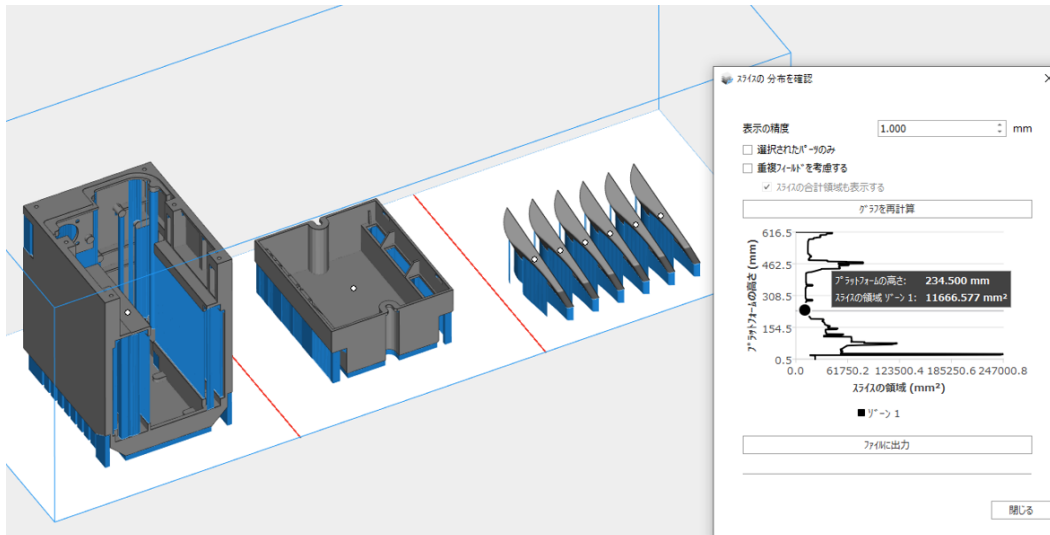 スライスの 分布を確認
表示の精度 1.000 mm
選択されたパーツのみ
重複フィールドを考慮する
スライスの合計領域も表示する
グラフを再計算
616.5
462.5
308.5
154.5
0.5
プラットフォームの高さ (mm)
プラットフォームの高さ: 234.500 mm
スライスの領域 ゾーン 1: 11666.577 mm²
0.0 61750.2 123500.4 185250.6 247000.8
スライスの領域 (mm²)
ゾーン 1
ファイルに出力
閉じる